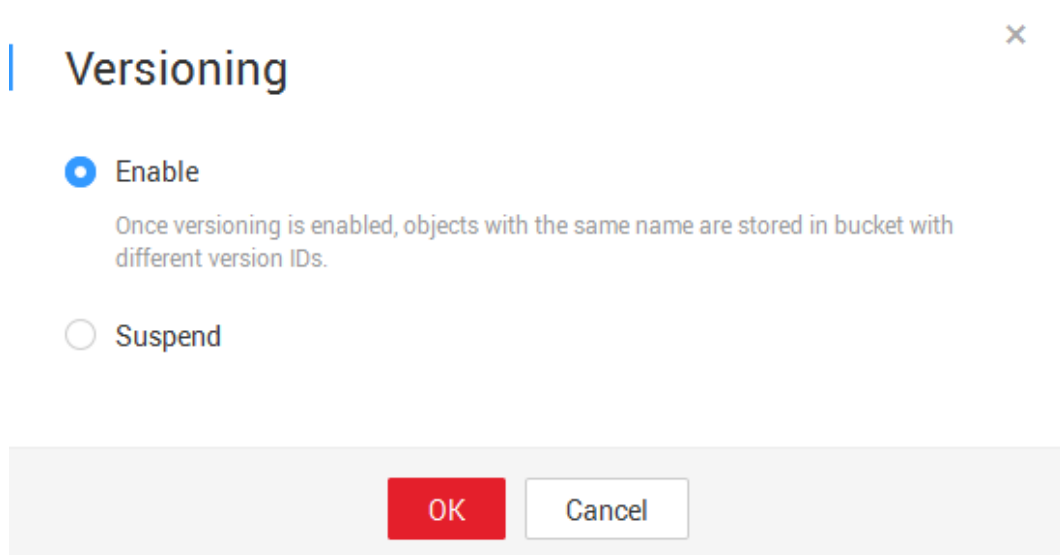 Versioning
Enable
Once versioning is enabled, objects with the same name are stored in bucket with
different version IDs.
Suspend
OK
Cancel